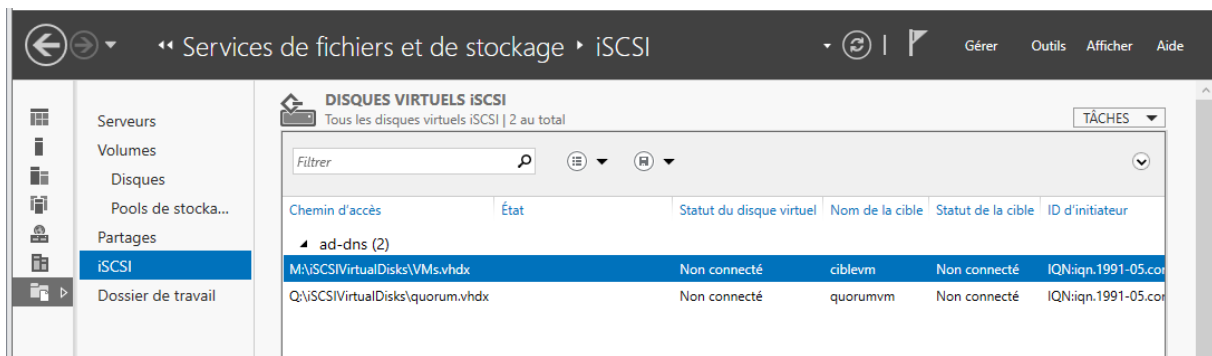 Services de fichiers et de stockage iSCSI
Gérer Outils Afficher Aide
Serveurs
Volumes
Disques
Pools de stocka...
Partages
iSCSI
Dossier de travail
DISQUES VIRTUELS iSCSI
Tous les disques virtuels iSCSI | 2 au total
TÂCHES
Filtrer
Chemin d'accès État Statut du disque virtuel Nom de la cible Statut de la cible ID d'initiateur
ad-dns (2)
M:\iSCSIVirtualDisks\VMs.vhdx Non connecté ciblevm Non connecté IQN:iqn.1991-05.con
Q:\iSCSIVirtualDisks\quorum.vhdx Non connecté quorumvm Non connecté IQN:iqn.1991-05.con